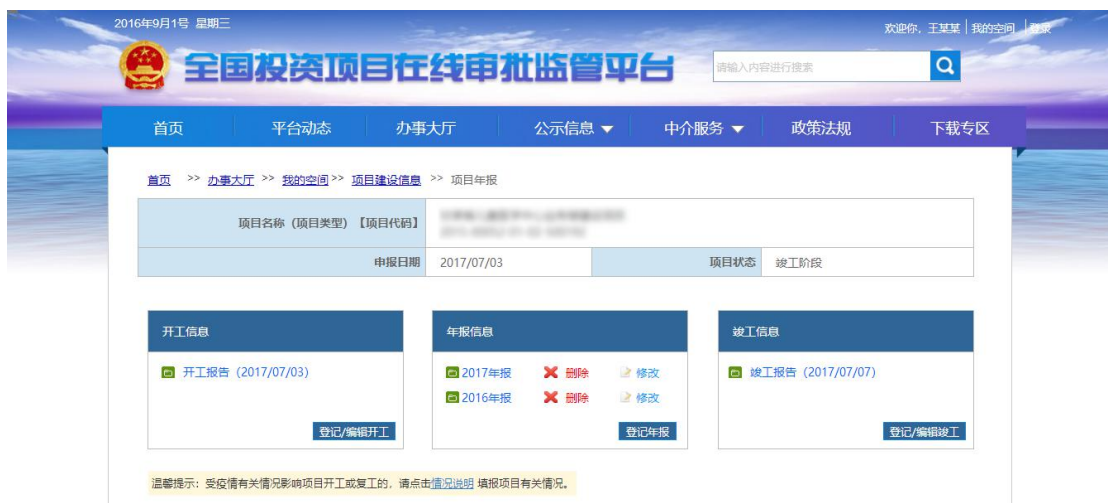 2016年9月1号 星期三
欢迎你，王某某 | 我的空间 | 登录
全国投资项目在线审批监管平台
请输入内容进行搜索
首页 平台动态 办事大厅 公示信息 中介服务 政策法规 下载专区
首页 >> 办事大厅 >> 我的空间 >> 项目建设信息 >> 项目年报
项目名称（项目类型）【项目代码】
申报日期 2017/07/03 项目状态 竣工阶段
开工信息 年报信息 竣工信息
开工报告（2017/07/03） 2017年报 删除 修改 竣工报告（2017/07/07）
2016年报 删除 修改
登记/编辑开工 登记年报 登记/编辑竣工
温馨提示：受疫情有关情况影响项目开工或复工的，请点击情况说明 填报项目有关情况。